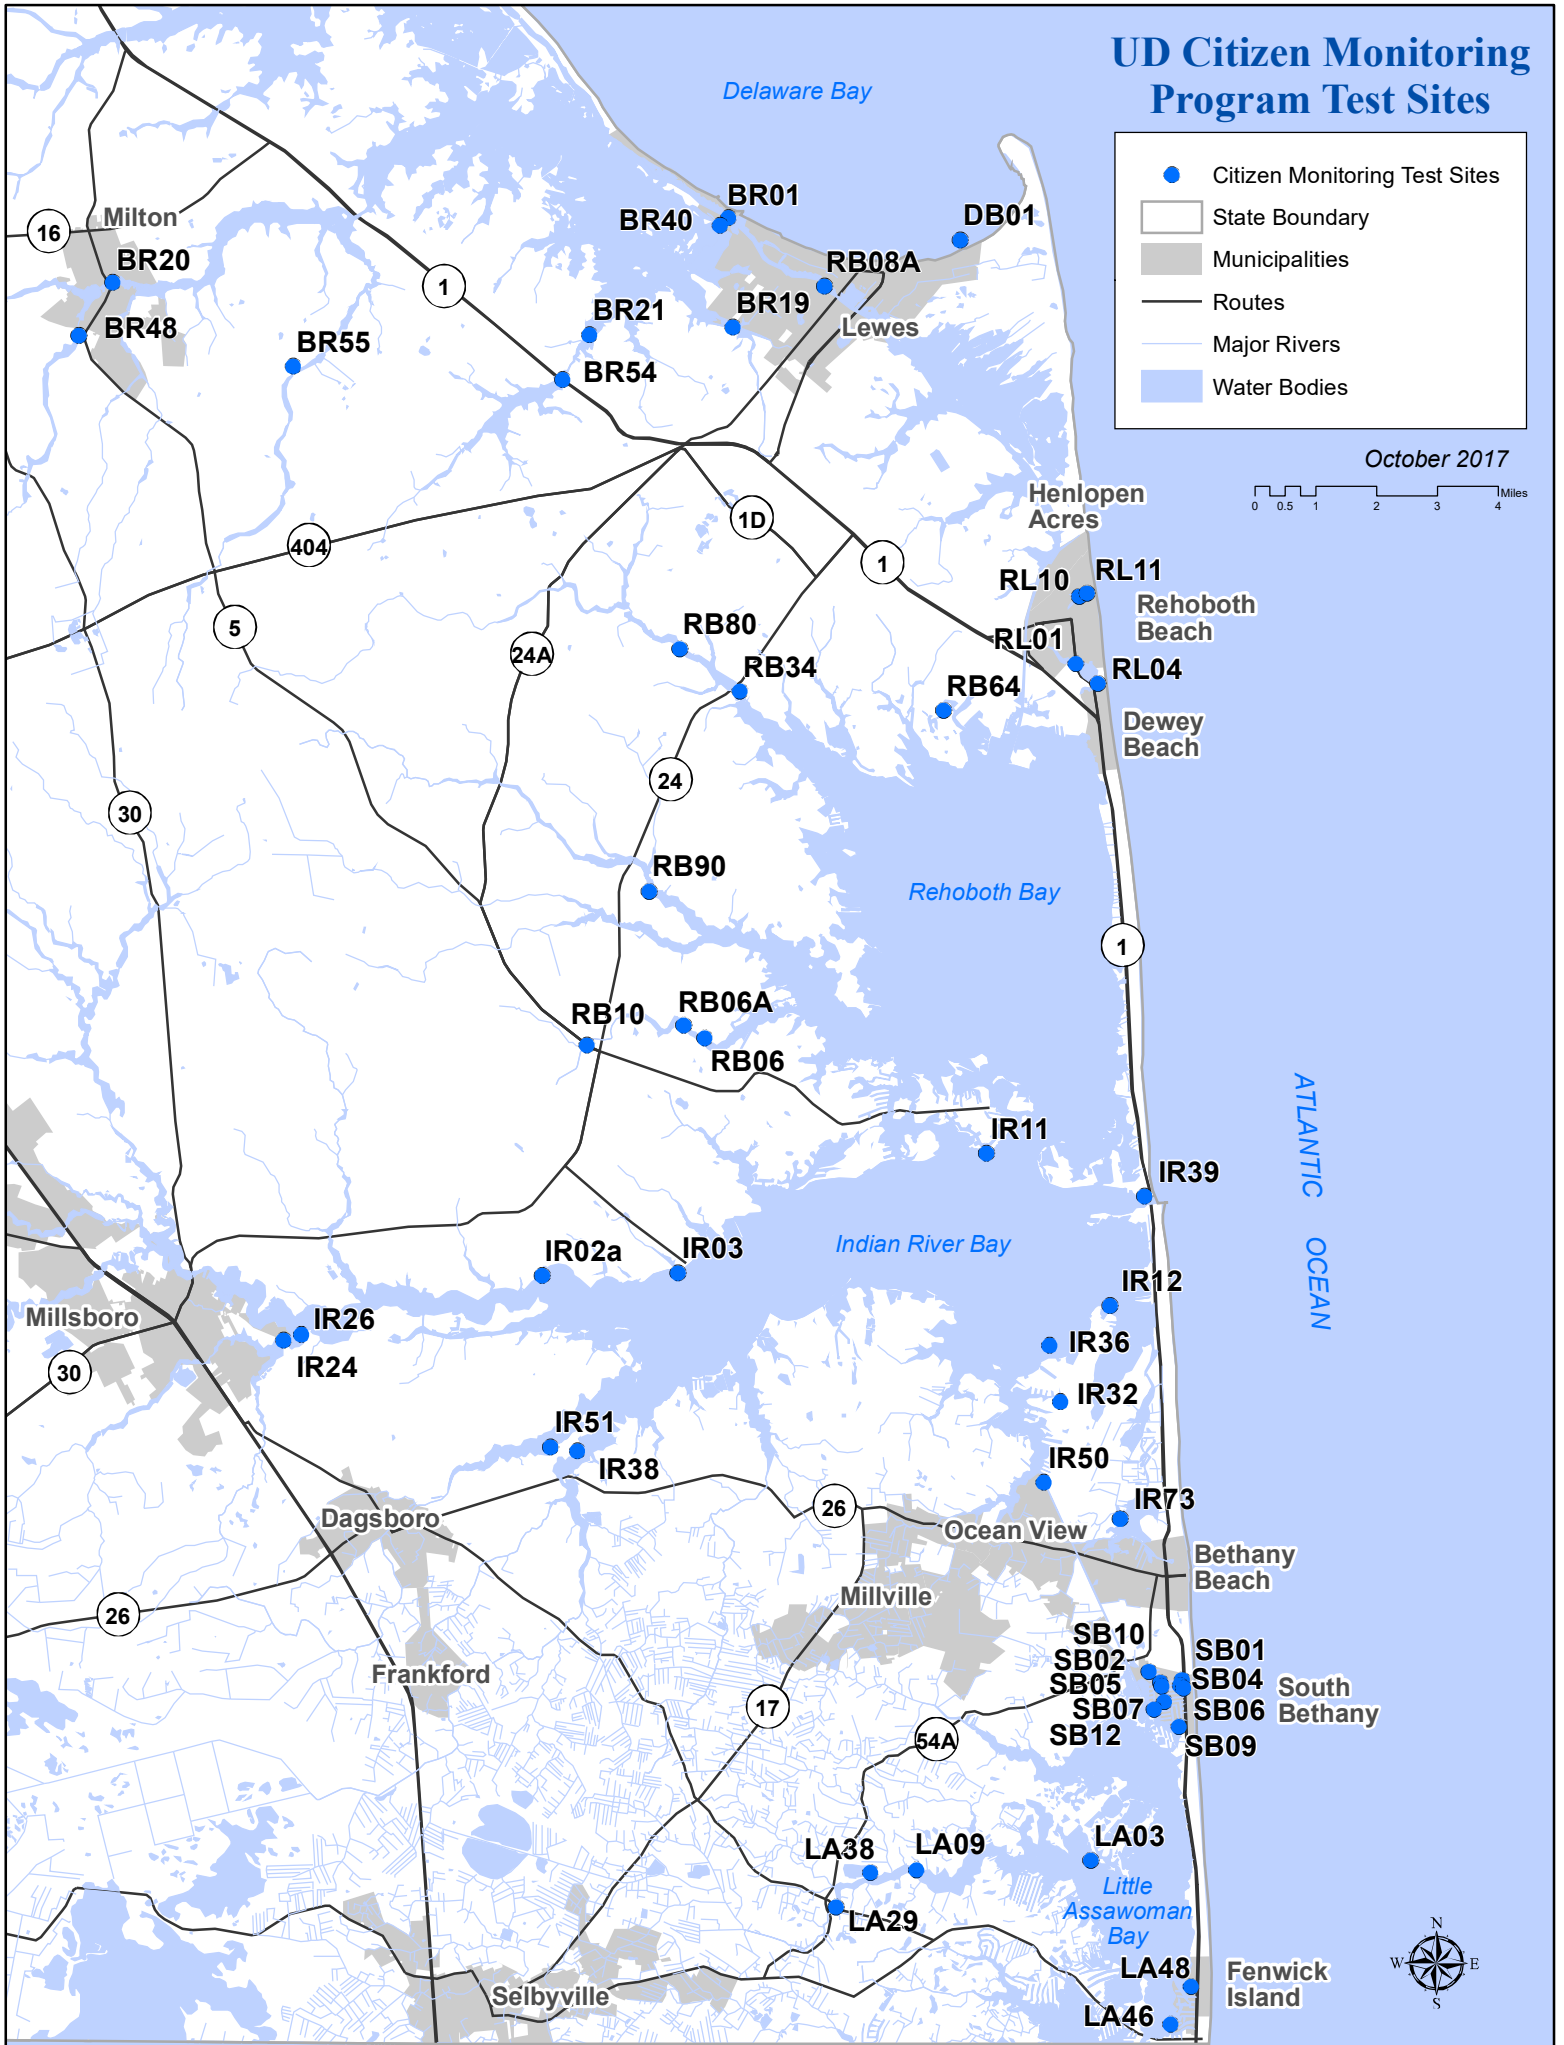 UD Citizen Monitoring
Program Test Sites
Citizen Monitoring Test Sites
State Boundary
Municipalities
Routes
Major Rivers
Water Bodies
October 2017
Miles
0 0.5 1 2 3 4
Delaware Bay
BR01
BR40
DB01
Milton
16
BR20
RB08A
1
BR19
BR21
Lewes
BR48
BR55
BR54
Henlopen
Acres
1D
404
1
RL10
RL11
Rehoboth
Beach
5
RB80
24A
RL01
RB34
RL04
RB64
Dewey
Beach
24
30
RB90
Rehoboth Bay
1
RB06A
RB10
RB06
ATLANTIC OCEAN
IR11
IR39
Indian River Bay
IR02a
IR03
IR12
Millsboro
IR26
IR24
IR36
30
IR32
IR51
IR38
IR50
IR73
26
Dagsboro
Ocean View
Bethany
Beach
Millville
26
SB10
SB01
SB02
SB04
SB05
South
Bethany
SB07
SB06
SB12
SB09
Frankford
17
54A
LA38
LA09
LA03
Little
Assawoman
Bay
LA29
LA48
Fenwick
Island
Selbyville
LA46
N
W E
S